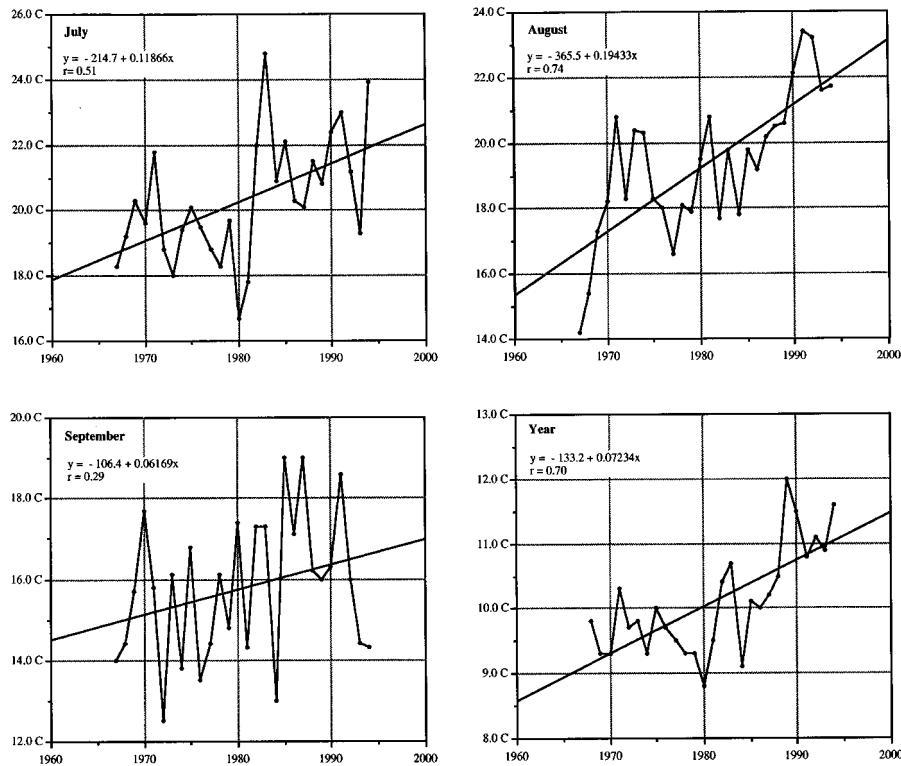 26.0 C
July
y = - 214.7 + 0.11866x
r= 0.51
24.0 C
22.0 C
20.0 C
18.0 C
16.0 C
1960 1970 1980 1990 2000
24.0 C
August
y = - 365.5 + 0.19433x
r = 0.74
22.0 C
20.0 C
18.0 C
16.0 C
14.0 C
1960 1970 1980 1990 2000
20.0 C
September
y = - 106.4 + 0.06169x
r = 0.29
18.0 C
16.0 C
14.0 C
12.0 C
1960 1970 1980 1990 2000
13.0 C
Year
y = - 133.2 + 0.07234x
r = 0.70
12.0 C
11.0 C
10.0 C
9.0 C
8.0 C
1960 1970 1980 1990 2000